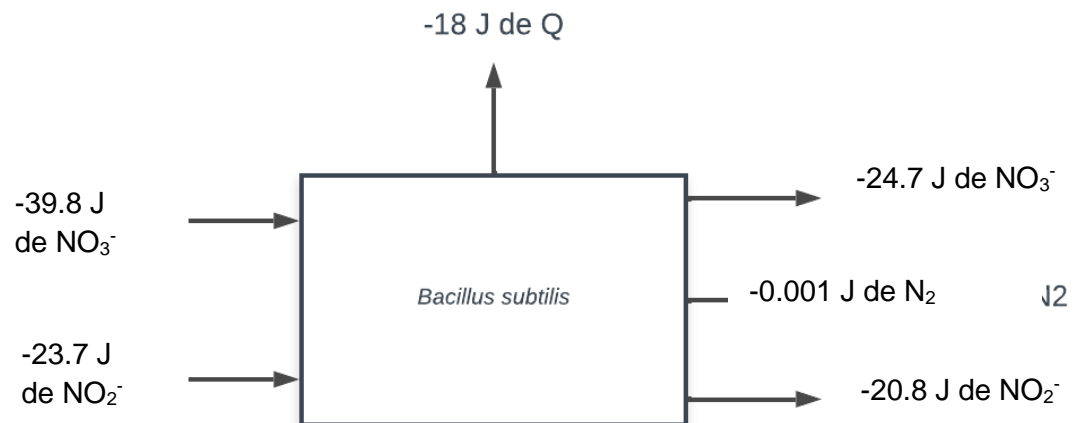 -18 J de Q
-39.8 J
de NO₃⁻
-24.7 J de NO₃⁻
Bacillus subtilis
-0.001 J de N₂
-23.7 J
de NO₂⁻
-20.8 J de NO₂⁻